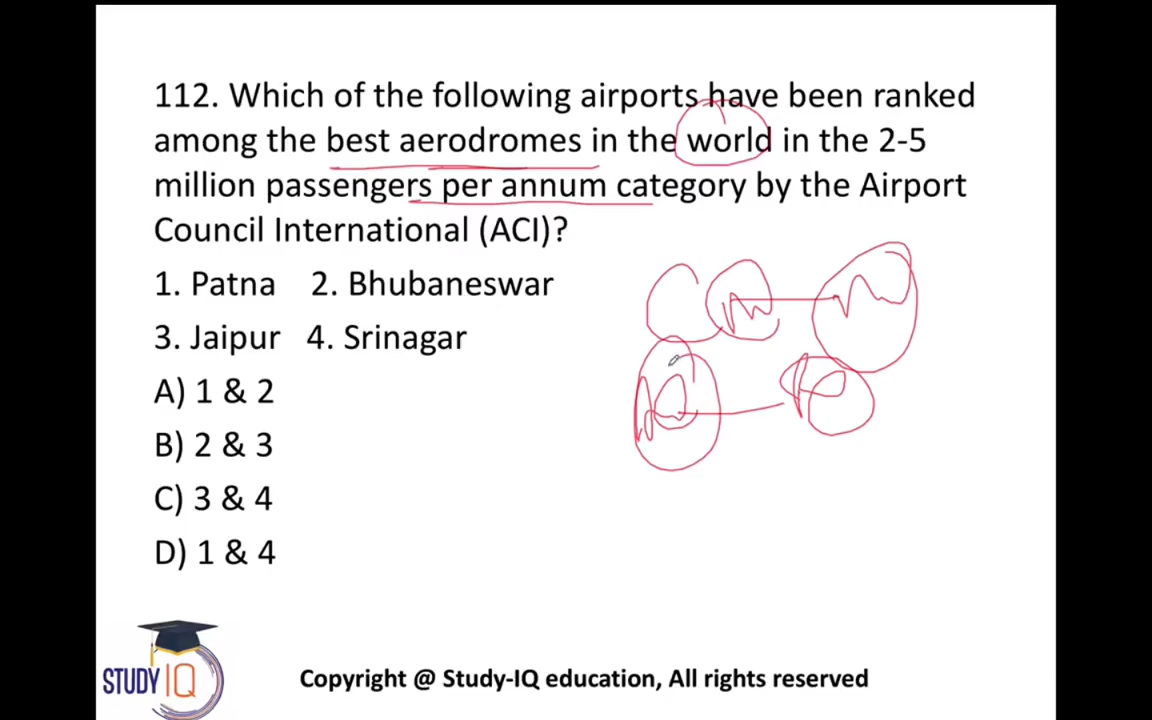 112. Which of the following airports have been ranked
among the best aerodromes in the world in the 2-5
million passengers per annum category by the Airport
Council International (ACI)?
1. Patna 2. Bhubaneswar
3. Jaipur 4. Srinagar
A) 1 & 2
B) 2 & 3
C) 3 & 4
D) 1 & 4
STUDY IQ
Copyright @ Study-IQ education, All rights reserved